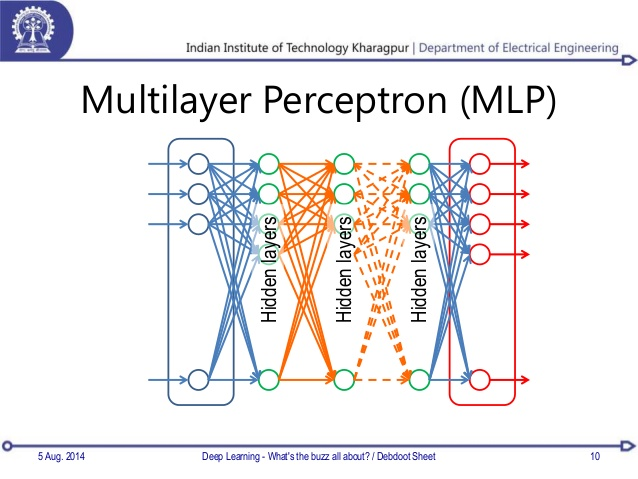 Indian Institute of Technology Kharagpur | Department of Electrical Engineering
Multilayer Perceptron (MLP)
Hidden layers
Hidden layers
Hidden layers
5 Aug. 2014
Deep Learning - What's the buzz all about? / Debdoot Sheet
10